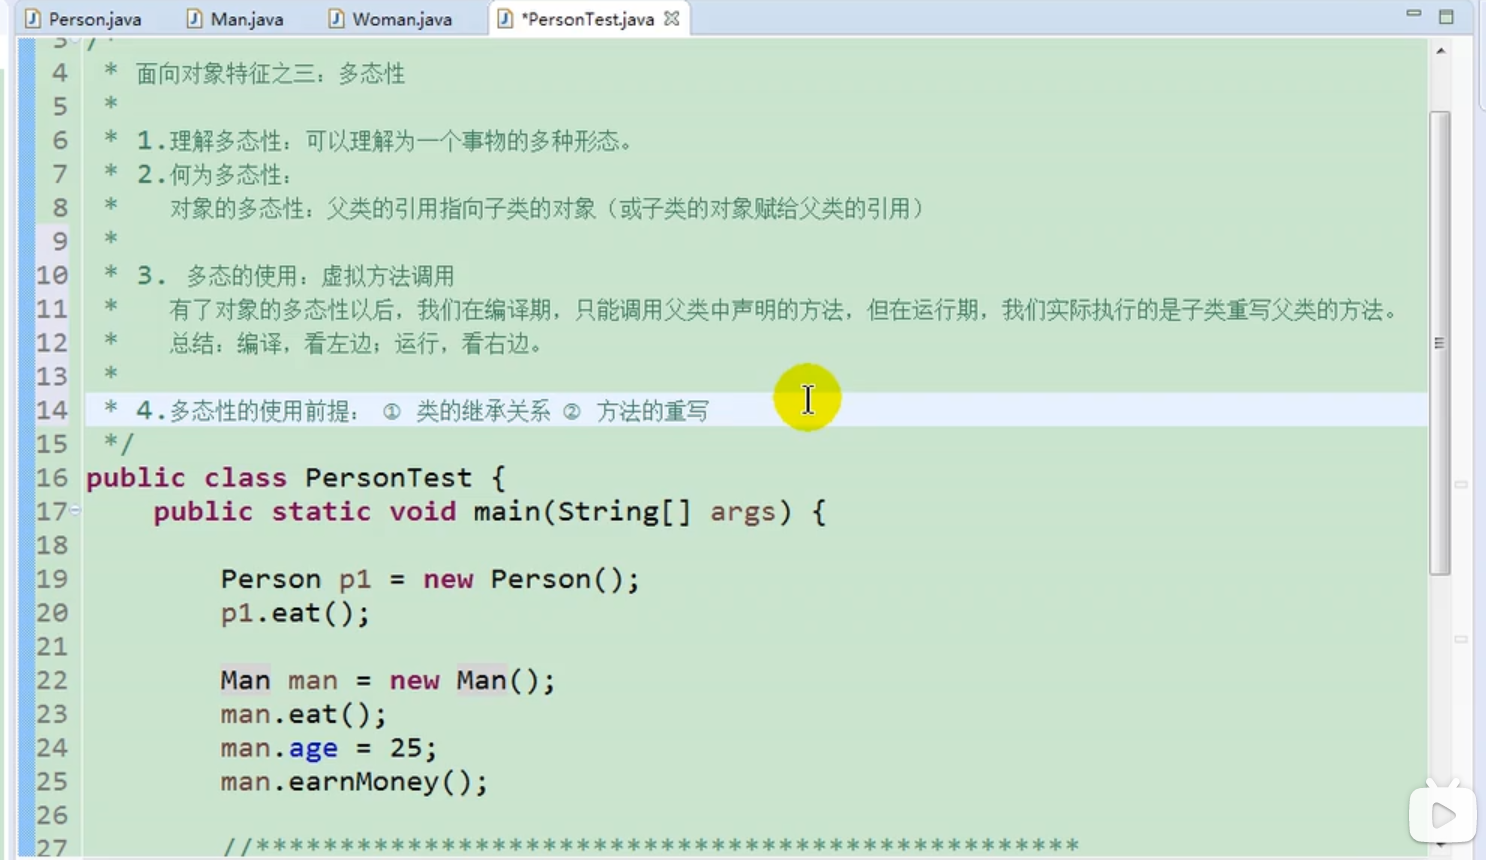 Person.java Man.java Woman.java *PersonTest.java
3 /*
4 * 面向对象特征之三：多态性
5 *
6 * 1.理解多态性：可以理解为一个事物的多种形态。
7 * 2.何为多态性：
8 * 对象的多态性：父类的引用指向子类的对象（或子类的对象赋给父类的引用）
9 *
10 * 3. 多态的使用：虚拟方法调用
11 * 有了对象的多态性以后，我们在编译期，只能调用父类中声明的方法，但在运行期，我们实际执行的是子类重写父类的方法。
12 * 总结：编译，看左边；运行，看右边。
13 *
14 * 4.多态性的使用前提： ① 类的继承关系 ② 方法的重写
15 */
16 public class PersonTest {
17 public static void main(String[] args) {
18
19 Person p1 = new Person();
20 p1.eat();
21
22 Man man = new Man();
23 man.eat();
24 man.age = 25;
25 man.earnMoney();
26
27 //*************************************************